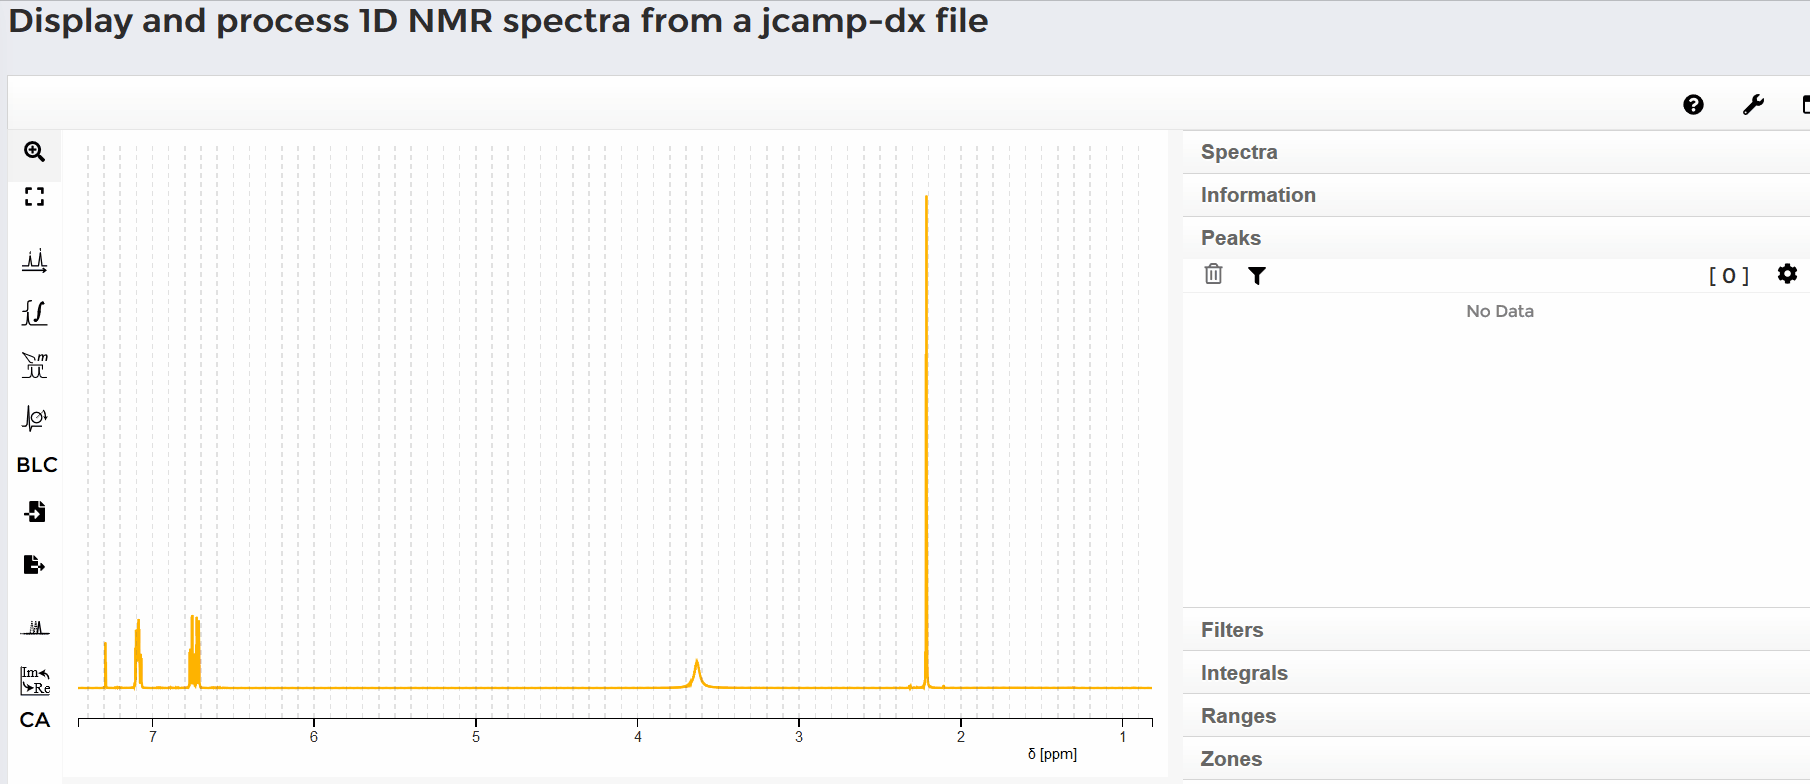 Display and process 1D NMR spectra from a jcamp-dx file
Spectra
Information
Peaks
[ 0 ]
No Data
m
BLC
Im
Re
CA
7 6 5 4 3 2 1
δ [ppm]
Filters
Integrals
Ranges
Zones